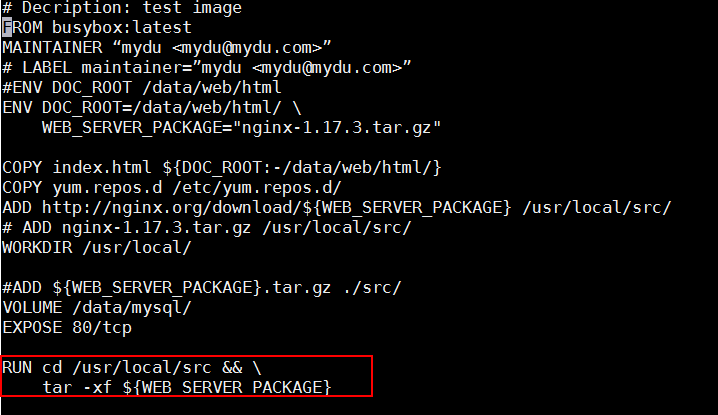 # Decription: test image
FROM busybox:latest
MAINTAINER “mydu <mydu@mydu.com>”
# LABEL maintainer=”mydu <mydu@mydu.com>”
#ENV DOC_ROOT /data/web/html
ENV DOC_ROOT=/data/web/html/ \
    WEB_SERVER_PACKAGE="nginx-1.17.3.tar.gz"

COPY index.html ${DOC_ROOT:-/data/web/html/}
COPY yum.repos.d /etc/yum.repos.d/
ADD http://nginx.org/download/${WEB_SERVER_PACKAGE} /usr/local/src/
# ADD nginx-1.17.3.tar.gz /usr/local/src/
WORKDIR /usr/local/

#ADD ${WEB_SERVER_PACKAGE}.tar.gz ./src/
VOLUME /data/mysql/
EXPOSE 80/tcp

RUN cd /usr/local/src && \
    tar -xf ${WEB_SERVER_PACKAGE}